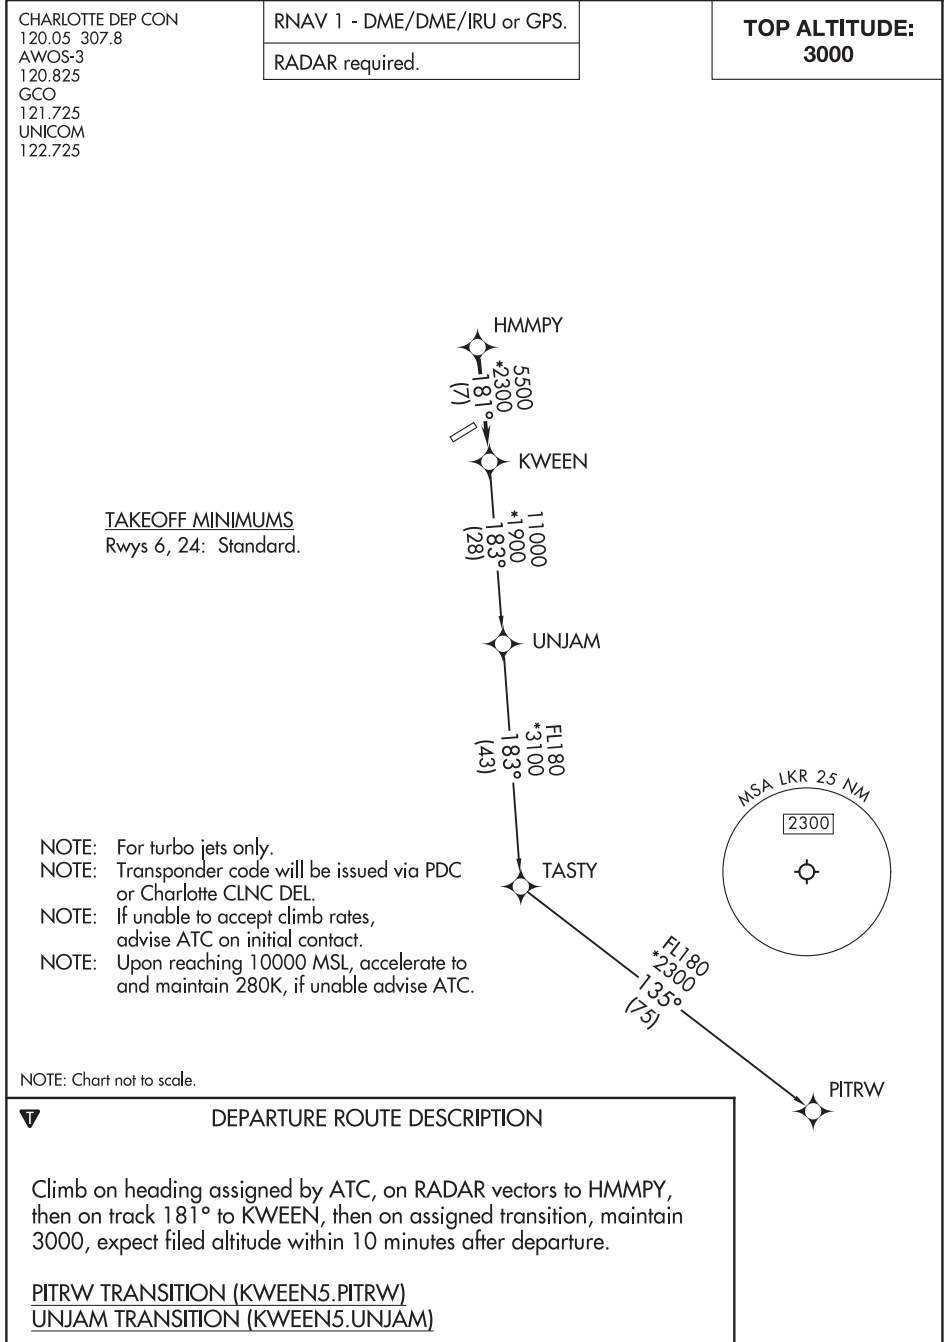 CHARLOTTE DEP CON
120.05 307.8
AWOS-3
120.825
GCO
121.725
UNICOM
122.725
RNAV 1 - DME/DME/IRU or GPS.
RADAR required.
TOP ALTITUDE:
3000
HMMPY
5500
*2300
181°
(7)
KWEEN
TAKEOFF MINIMUMS
Rwys 6, 24: Standard.
11000
*1900
183°
(28)
UNJAM
FL180
*3100
183°
(43)
MSA LKR 25 NM
2300
TASTY
NOTE: For turbo jets only.
NOTE: Transponder code will be issued via PDC
or Charlotte CLNC DEL.
NOTE: If unable to accept climb rates,
advise ATC on initial contact.
NOTE: Upon reaching 10000 MSL, accelerate to
and maintain 280K, if unable advise ATC.
FL180
*2300
135°
(75)
PITRW
NOTE: Chart not to scale.
T
DEPARTURE ROUTE DESCRIPTION
Climb on heading assigned by ATC, on RADAR vectors to HMMPY,
then on track 181° to KWEEN, then on assigned transition, maintain
3000, expect filed altitude within 10 minutes after departure.
PITRW TRANSITION (KWEEN5.PITRW)
UNJAM TRANSITION (KWEEN5.UNJAM)